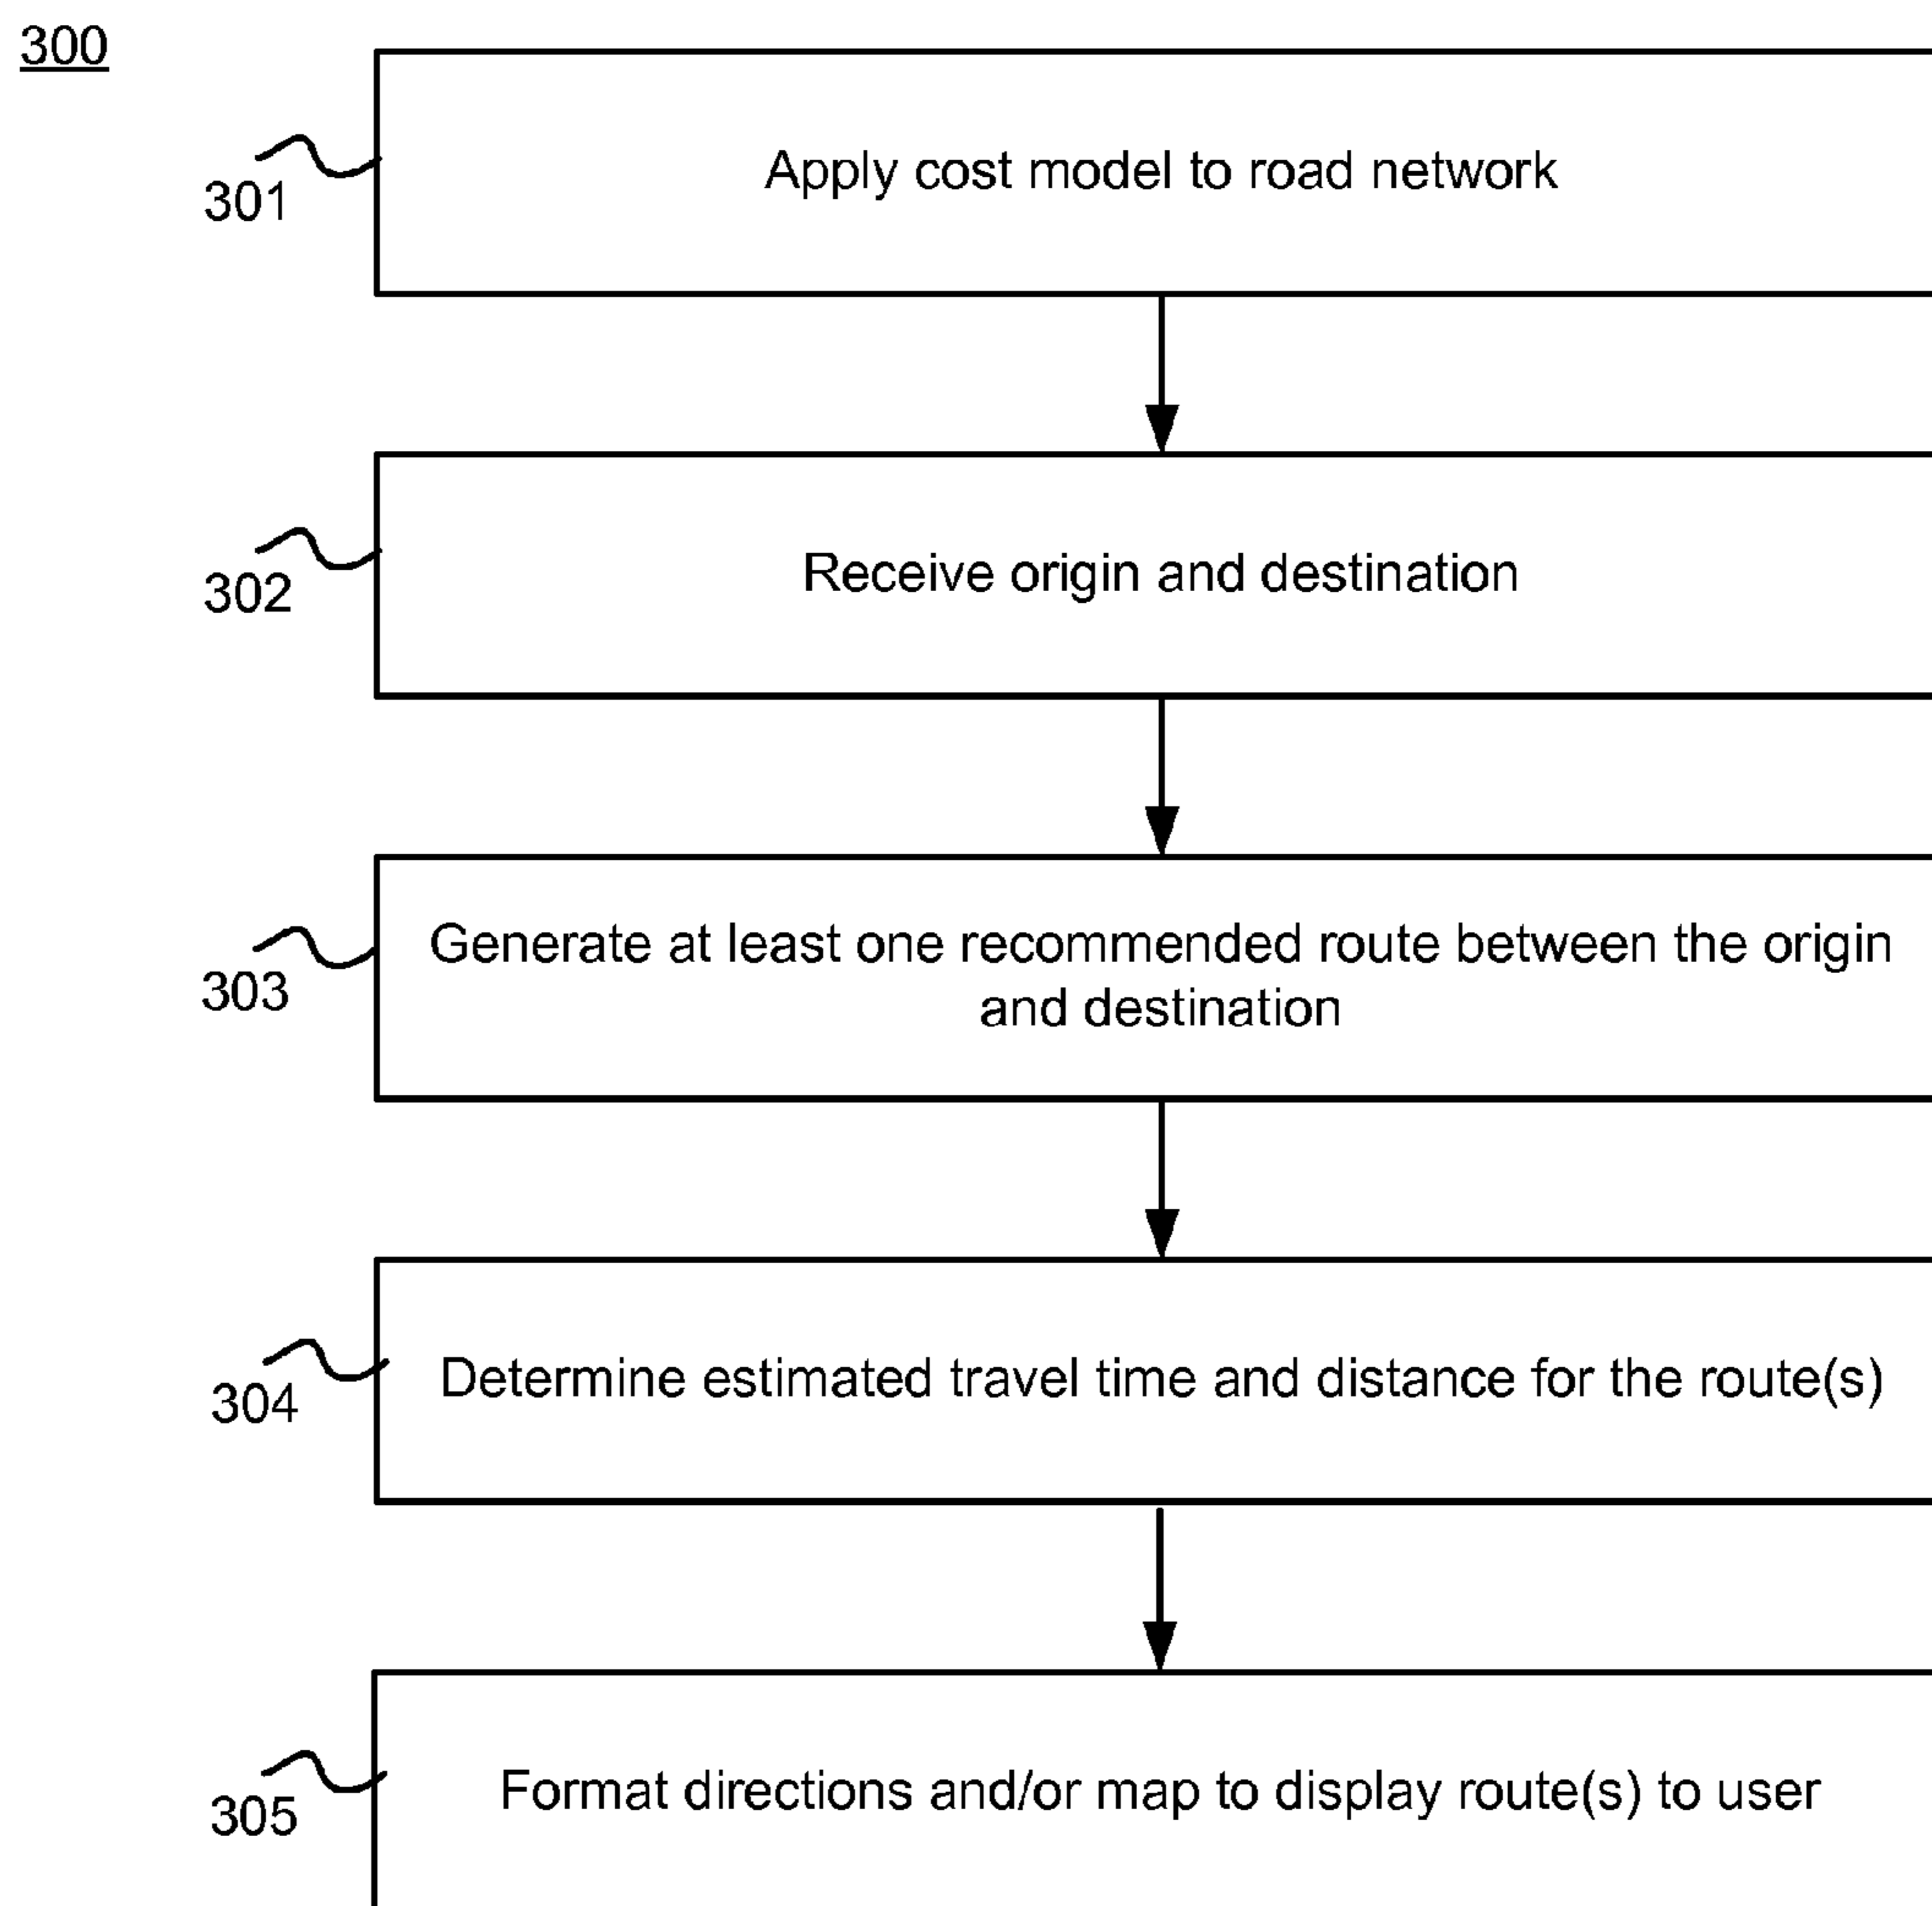 300
301
Apply cost model to road network
302
Receive origin and destination
303
Generate at least one recommended route between the origin
and destination
304
Determine estimated travel time and distance for the route(s)
305
Format directions and/or map to display route(s) to user